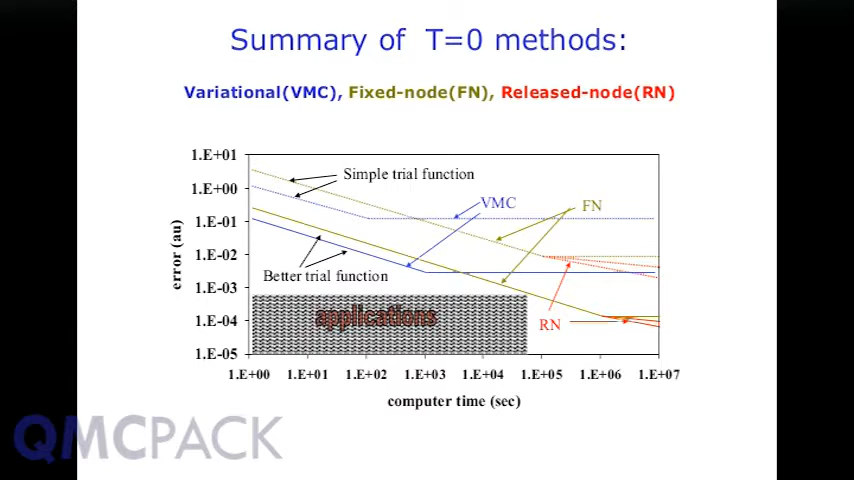 Summary of T=0 methods:
Variational(VMC), Fixed-node(FN), Released-node(RN)
1.E+01
Simple trial function
1.E+00
VMC
FN
1.E-01
1.E-02
error (au)
Better trial function
1.E-03
applications
RN
1.E-04
1.E-05
1.E+00 1.E+01 1.E+02 1.E+03 1.E+04 1.E+05 1.E+06 1.E+07
computer time (sec)
QMCPACK